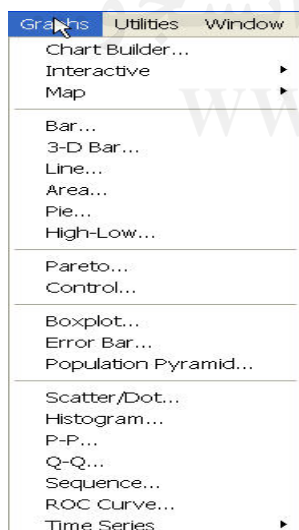 Graphs Utilities Window
Chart Builder...
Interactive
Map
Bar...
3-D Bar...
Line...
Area...
Pie...
High-Low...
Pareto...
Control...
Boxplot...
Error Bar...
Population Pyramid...
Scatter/Dot...
Histogram...
P-P...
Q-Q...
Sequence...
ROC Curve...
Time Series